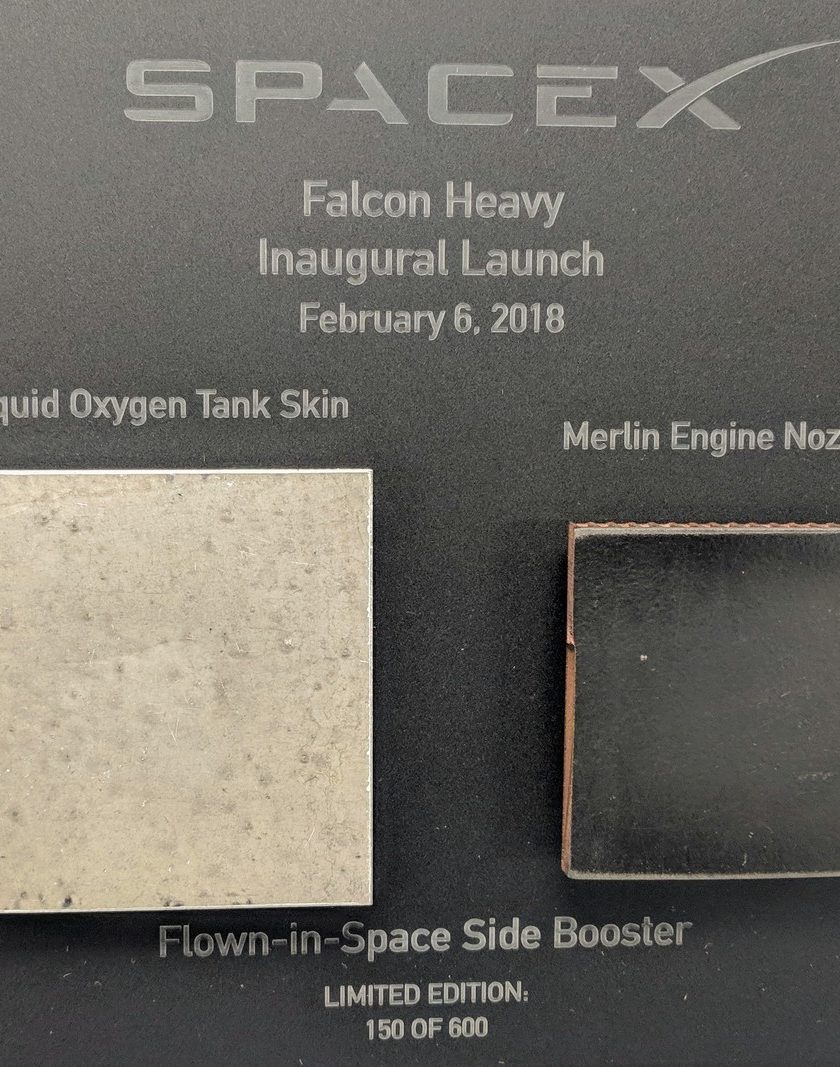 SPACEX
Falcon Heavy
Inaugural Launch
February 6, 2018
quid Oxygen Tank Skin
Merlin Engine Noz
Flown-in-Space Side Booster
LIMITED EDITION:
150 OF 600